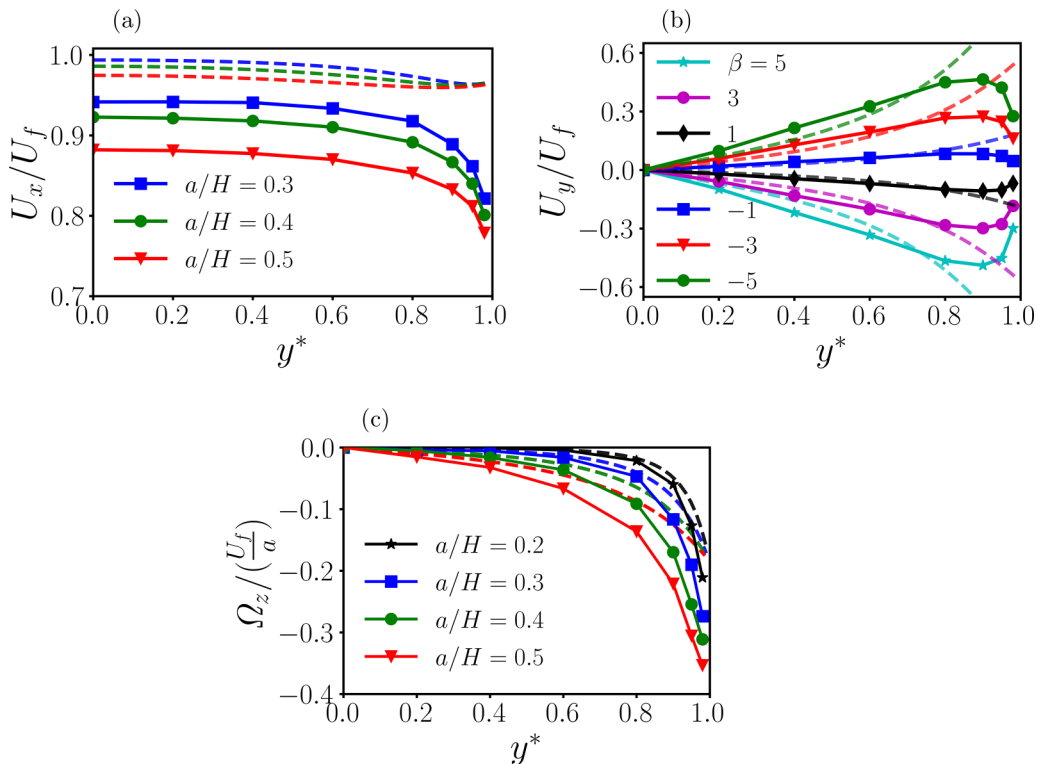 (a)
1.0
0.9
0.8
0.7
U_x/U_f
a/H = 0.3
a/H = 0.4
a/H = 0.5
0.0 0.2 0.4 0.6 0.8 1.0
y*
(b)
0.6
0.3
0.0
−0.3
−0.6
U_y/U_f
β = 5
3
1
−1
−3
−5
0.0 0.2 0.4 0.6 0.8 1.0
y*
(c)
0.0
−0.1
−0.2
−0.3
−0.4
Ω_z/(U_f/a)
a/H = 0.2
a/H = 0.3
a/H = 0.4
a/H = 0.5
0.0 0.2 0.4 0.6 0.8 1.0
y*